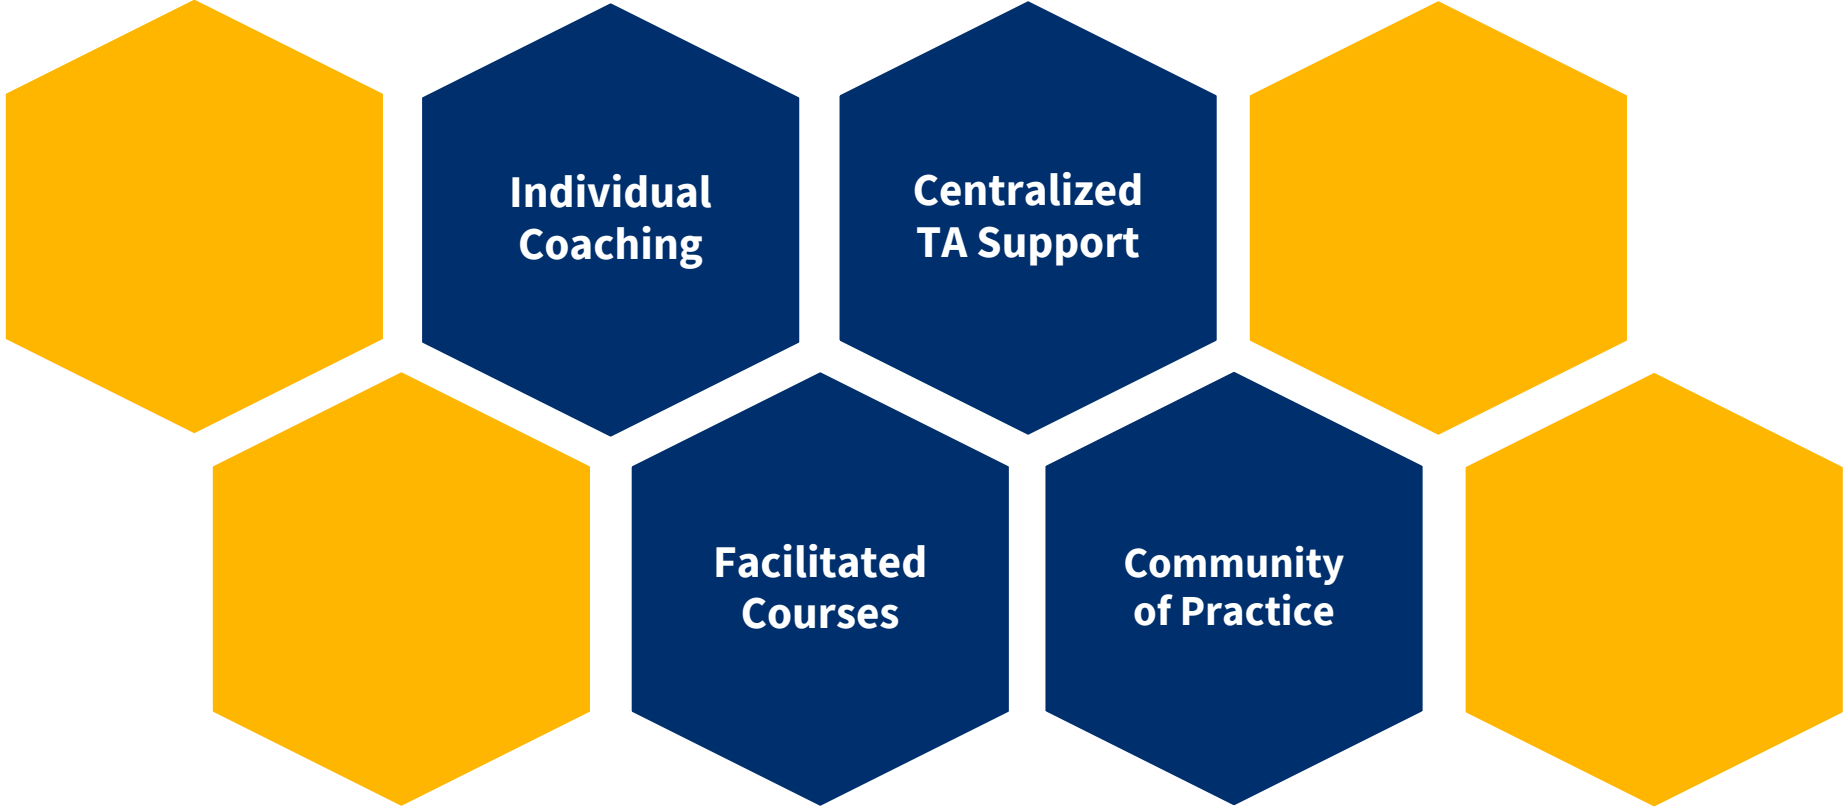 Individual
Coaching
Centralized
TA Support
Facilitated
Courses
Community
of Practice